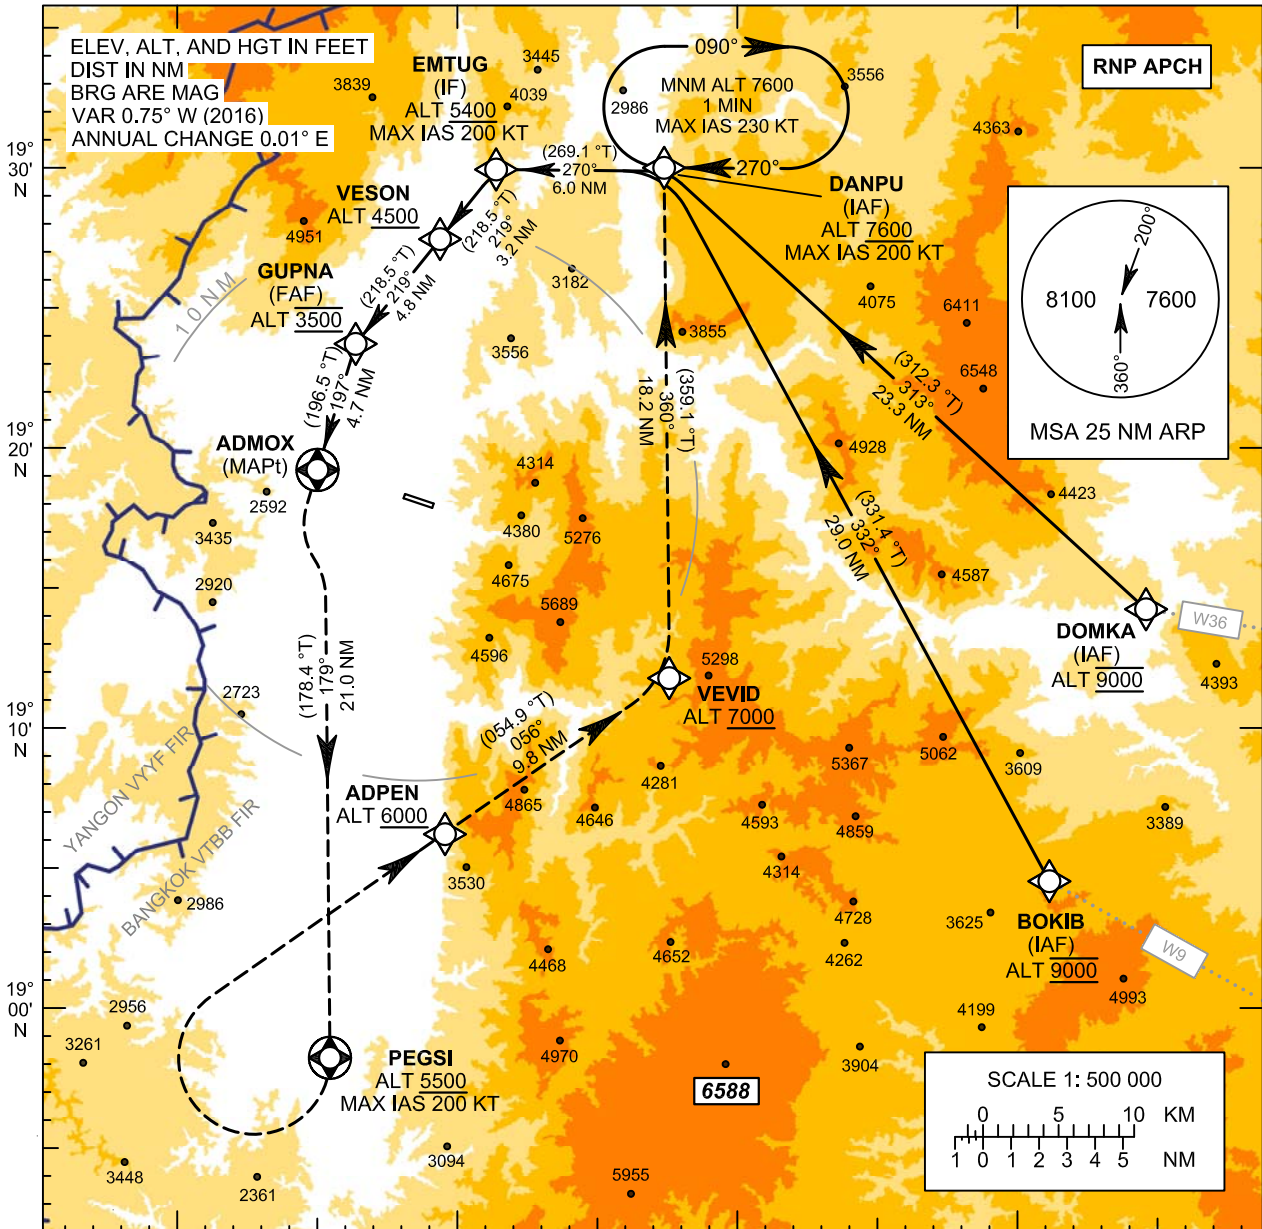 ELEV, ALT, AND HGT IN FEET
DIST IN NM
BRG ARE MAG
VAR 0.75° W (2016)
ANNUAL CHANGE 0.01° E
RNP APCH
EMTUG
(IF)
ALT 5400
MAX IAS 200 KT
3445
4039
3839
090°
MNM ALT 7600
1 MIN
MAX IAS 230 KT
2986
3556
4363
270°
19°
30'
N
(269.1 °T)
270°
6.0 NM
DANPU
(IAF)
ALT 7600
MAX IAS 200 KT
VESON
ALT 4500
4951
(218.5 °T)
219°
3.2 NM
GUPNA
(FAF)
ALT 3500
(218.5 °T)
219°
4.8 NM
10 NM
3182
3556
3855
4075
6411
6548
200°
8100
7600
360°
MSA 25 NM ARP
(312.3 °T)
313°
23.3 NM
(359.1 °T)
360°
18.2 NM
(196.5 °T)
197°
4.7 NM
19°
20'
N
ADMOX
(MAPt)
2592
3435
2920
4314
4380
5276
4675
5689
4596
4928
4423
4587
(331.4 °T)
332°
29.0 NM
DOMKA
(IAF)
ALT 9000
W36
4393
(178.4 °T)
179°
21.0 NM
2723
5298
VEVID
ALT 7000
(054.9 °T)
056°
9.8 NM
19°
10'
N
4281
5367
5062
3609
YANGON VYYF FIR
BANGKOK VTBB FIR
ADPEN
ALT 6000
4865
4646
4593
4859
3389
3530
4314
4728
2986
3625
BOKIB
(IAF)
ALT 9000
W9
4468
4652
4262
4993
19°
00'
N
2956
3261
4199
4970
3904
PEGSI
ALT 5500
MAX IAS 200 KT
6588
SCALE 1: 500 000
0 5 10 KM
1 0 1 2 3 4 5 NM
3094
3448
2361
5955